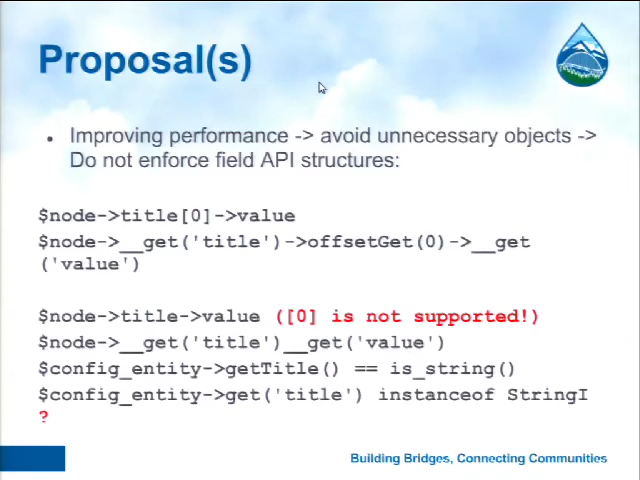 Proposal(s)
• Improving performance -> avoid unnecessary objects ->
Do not enforce field API structures:
$node->title[0]->value
$node->__get('title')->offsetGet(0)->__get
('value')
$node->title->value ([0] is not supported!)
$node->__get('title')__get('value')
$config_entity->getTitle() == is_string()
$config_entity->get('title') instanceof StringI
?
Building Bridges, Connecting Communities